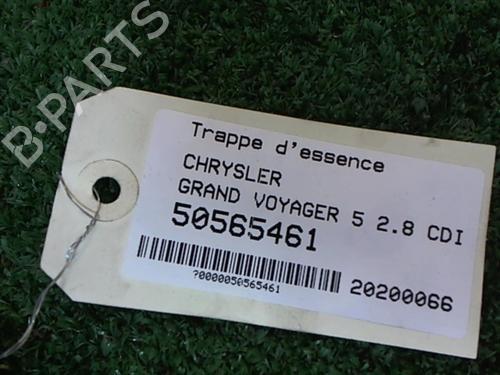 B-PARTS
Trappe d'essence
CHRYSLER
GRAND VOYAGER 5 2.8 CDI
50565461
?0000050565461
20200066